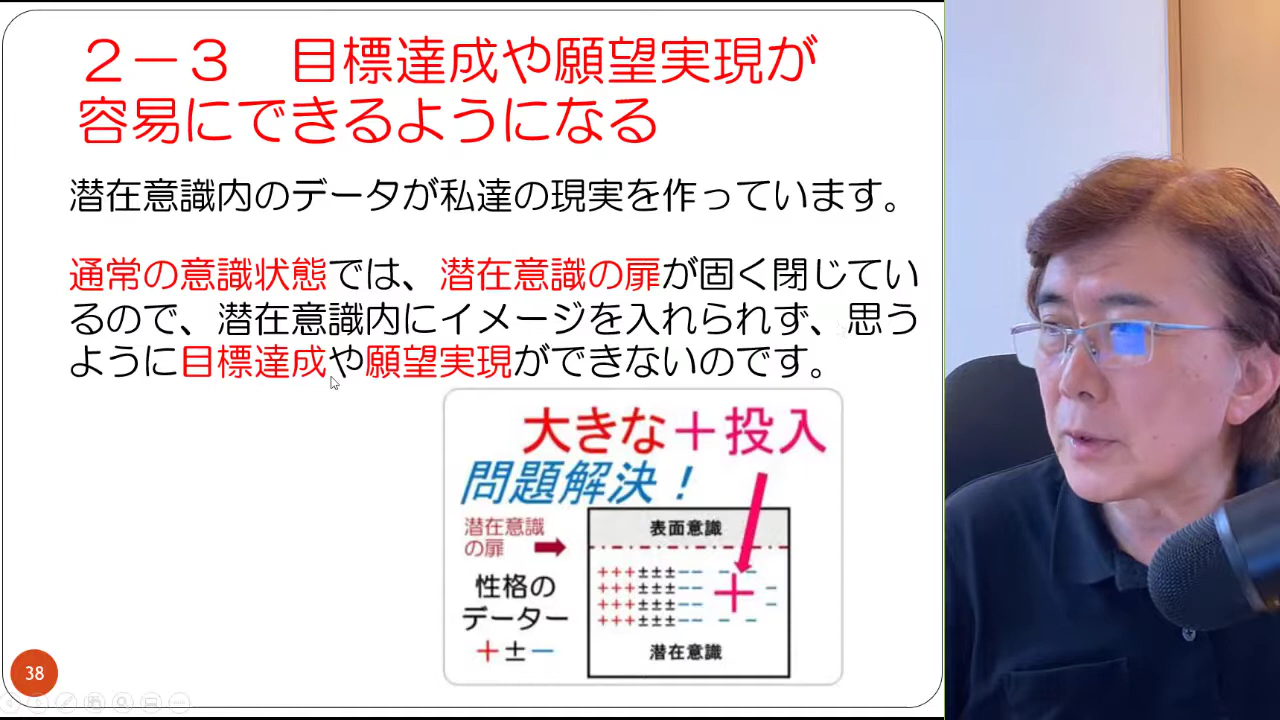 ２－３　目標達成や願望実現が
容易にできるようになる
潜在意識内のデータが私達の現実を作っています。
通常の意識状態では、潜在意識の扉が固く閉じてい
るので、潜在意識内にイメージを入れられず、思う
ように目標達成や願望実現ができないのです。
大きな＋投入
問題解決！
潜在意識
の扉
性格の
データー
＋±－
表面意識
+++±±±－－ － －
+++±±±－－ ＋ －
+++±±±－－ －
+++±±±－－ － －
潜在意識
38